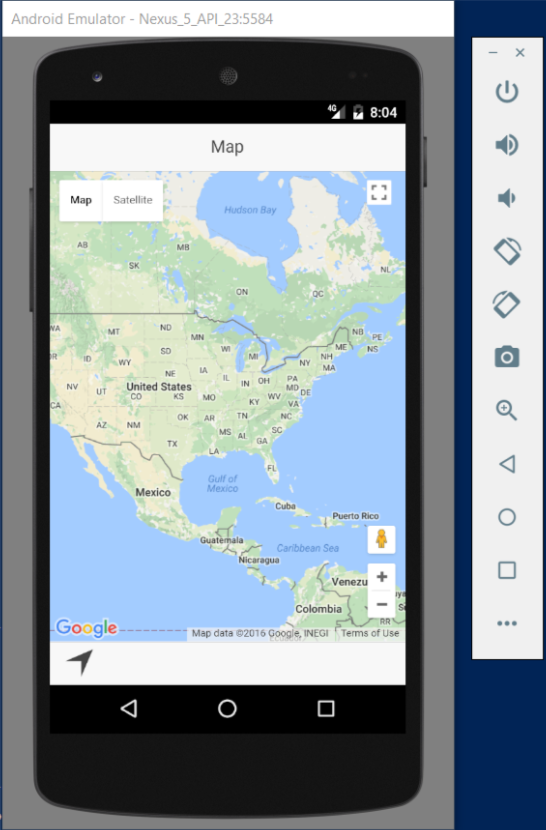 Android Emulator - Nexus_5_API_23:5584
4G 8:04
Map
Map Satellite
Hudson Bay
AB
MB
SK
NL
ON
QC
WA
MT
ND
MN
NB
PE
ME
NS
ID
WY
SD
WI
MI
NY
NH
MA
NE
IA
IL
IN
OH
PA
NV
UT
United States
CO
KS
MO
KY
WV
MD
DE
VA
CA
AZ
NM
OK
AR
TN
NC
MS
AL
SC
GA
TX
LA
FL
Gulf of
Mexico
Mexico
Cuba
Puerto Rico
Guatemala
Caribbean Sea
Nicaragua
+
Venezu
−
Colombia
RR
Google
Map data ©2016 Google, INEGI Terms of Use